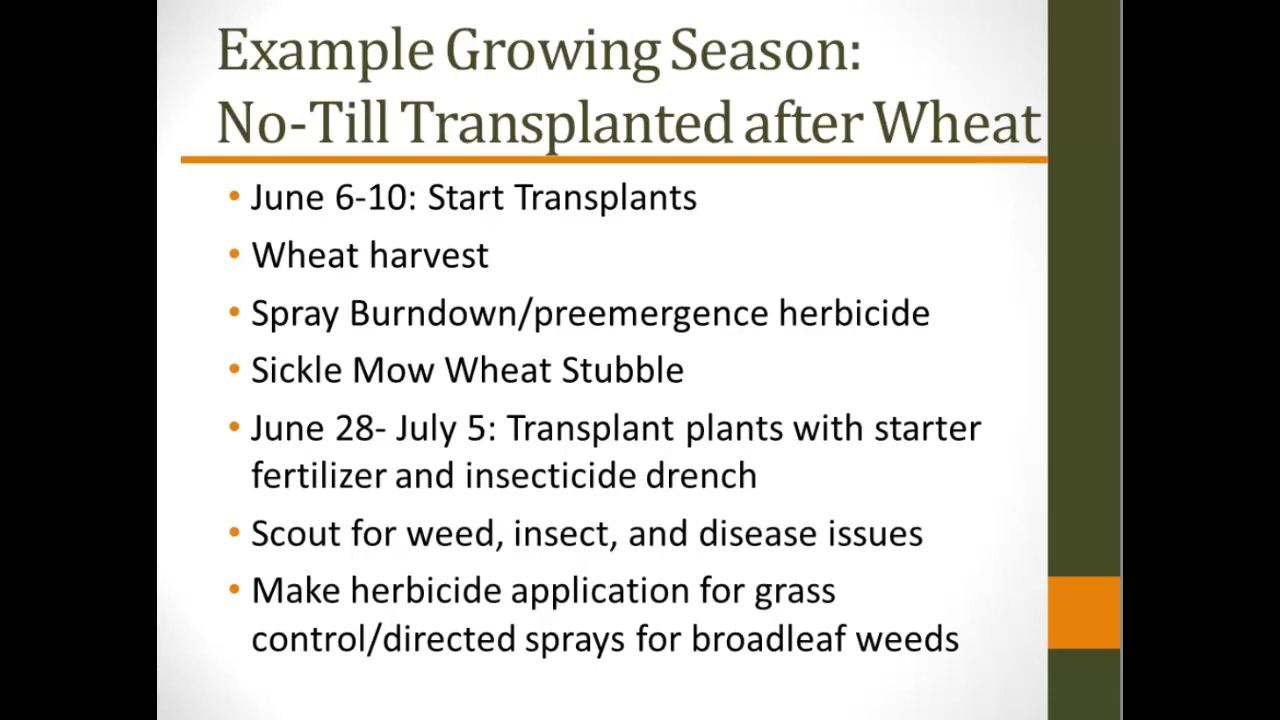 Example Growing Season:
No-Till Transplanted after Wheat
• June 6-10: Start Transplants
• Wheat harvest
• Spray Burndown/preemergence herbicide
• Sickle Mow Wheat Stubble
• June 28- July 5: Transplant plants with starter
fertilizer and insecticide drench
• Scout for weed, insect, and disease issues
• Make herbicide application for grass
control/directed sprays for broadleaf weeds